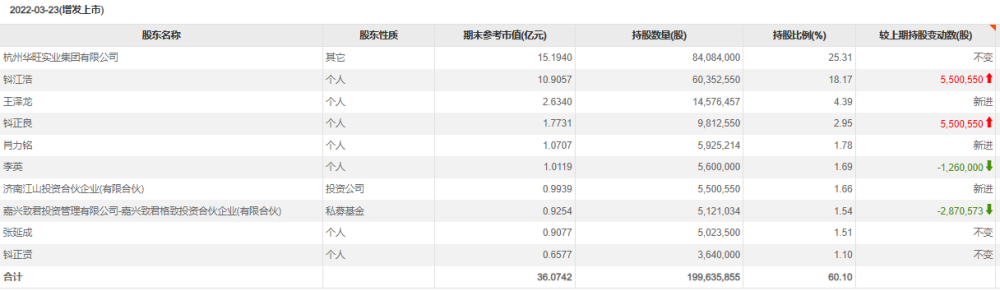 2022-03-23(增发上市)
股东名称 股东性质 期末参考市值(亿元) 持股数量(股) 持股比例(%) 较上期持股变动数(股)
杭州华旺实业集团有限公司 其它 15.1940 84,084,000 25.31 不变
钭江浩 个人 10.9057 60,352,550 18.17 5,500,550
王泽龙 个人 2.6340 14,576,457 4.39 新进
钭正良 个人 1.7731 9,812,550 2.95 5,500,550
肖力铭 个人 1.0707 5,925,214 1.78 新进
李英 个人 1.0119 5,600,000 1.69 -1,260,000
济南江山投资合伙企业(有限合伙) 投资公司 0.9939 5,500,550 1.66 新进
嘉兴致君投资管理有限公司-嘉兴致君格致投资合伙企业(有限合伙) 私募基金 0.9254 5,121,034 1.54 -2,870,573
张延成 个人 0.9077 5,023,500 1.51 不变
钭正贤 个人 0.6577 3,640,000 1.10 不变
合计 36.0742 199,635,855 60.10